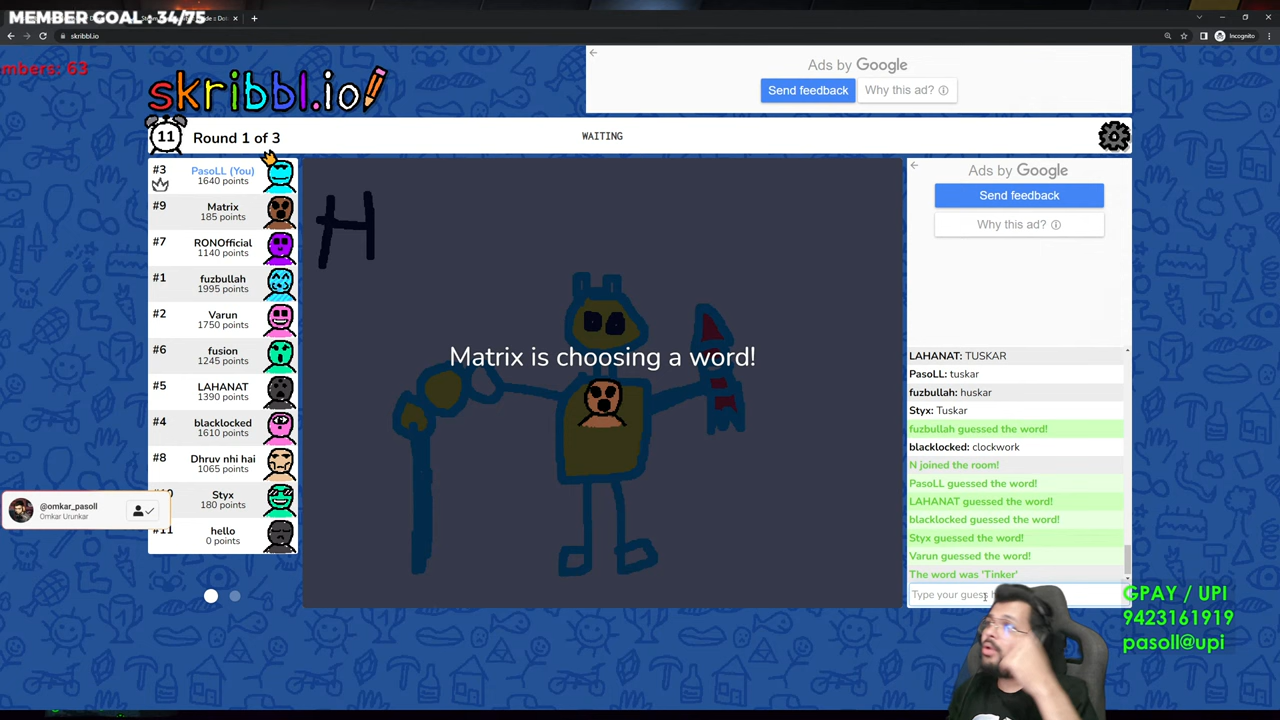 MEMBER GOAL : 34/75
skribbl.io
Incognito
mbers: 63
skribbl.io
Ads by Google
Send feedback
Why this ad?
11
Round 1 of 3
WAITING
#3
PasoLL (You)
1640 points
#9
Matrix
185 points
#7
RONOfficial
1140 points
#1
fuzbullah
1995 points
#2
Varun
1750 points
#6
fusion
1245 points
#5
LAHANAT
1390 points
#4
blacklocked
1610 points
#8
Dhruv nhi hai
1065 points
Styx
180 points
#11
hello
0 points
@omkar_pasoll
Omkar Urunkar
H
Matrix is choosing a word!
Ads by Google
Send feedback
Why this ad?
LAHANAT: TUSKAR
PasoLL: tuskar
fuzbullah: huskar
Styx: Tuskar
fuzbullah guessed the word!
blacklocked: clockwork
N joined the room!
PasoLL guessed the word!
LAHANAT guessed the word!
blacklocked guessed the word!
Styx guessed the word!
Varun guessed the word!
The word was 'Tinker'
Type your guess
GPAY / UPI
9423161919
pasoll@upi